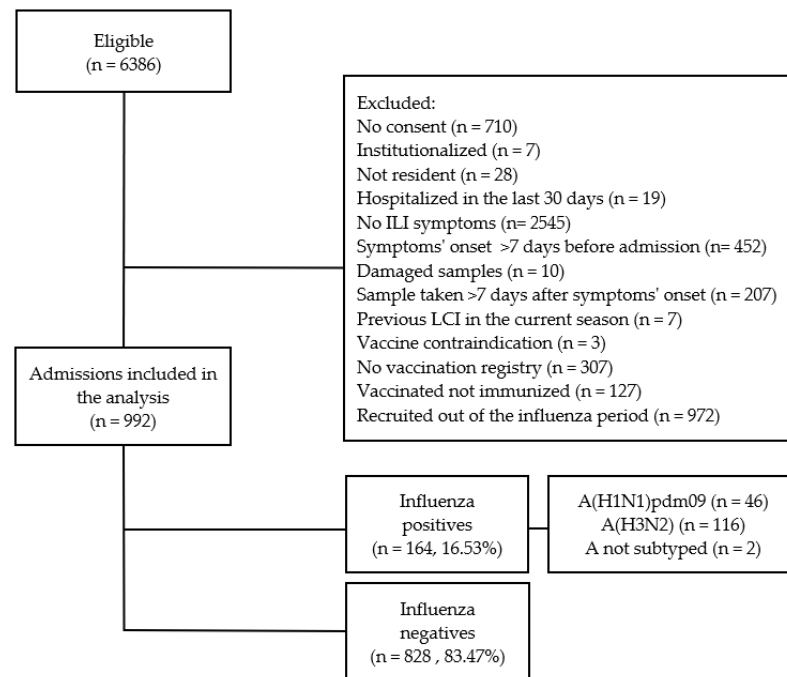 Eligible
(n = 6386)
Excluded:
No consent (n = 710)
Institutionalized (n = 7)
Not resident (n = 28)
Hospitalized in the last 30 days (n = 19)
No ILI symptoms (n= 2545)
Symptoms' onset >7 days before admission (n= 452)
Damaged samples (n = 10)
Sample taken >7 days after symptoms' onset (n = 207)
Previous LCI in the current season (n = 7)
Vaccine contraindication (n = 3)
No vaccination registry (n = 307)
Vaccinated not immunized (n = 127)
Recruited out of the influenza period (n = 972)
Admissions included in
the analysis
(n = 992)
Influenza
positives
(n = 164, 16.53%)
A(H1N1)pdm09 (n = 46)
A(H3N2) (n = 116)
A not subtyped (n = 2)
Influenza
negatives
(n = 828 , 83.47%)